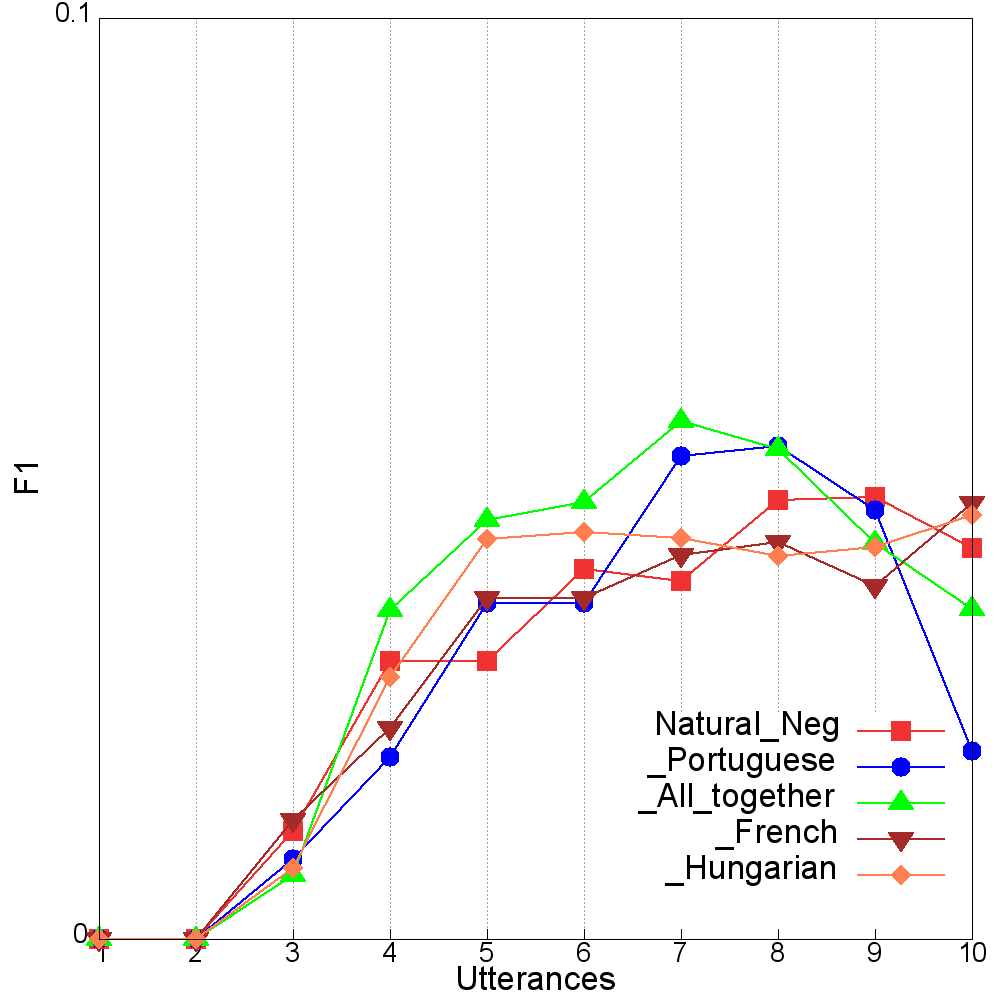 0.1
F1
Natural_Neg
_Portuguese
_All_together
_French
_Hungarian
0
1 2 3 4 5 6 7 8 9 10
Utterances